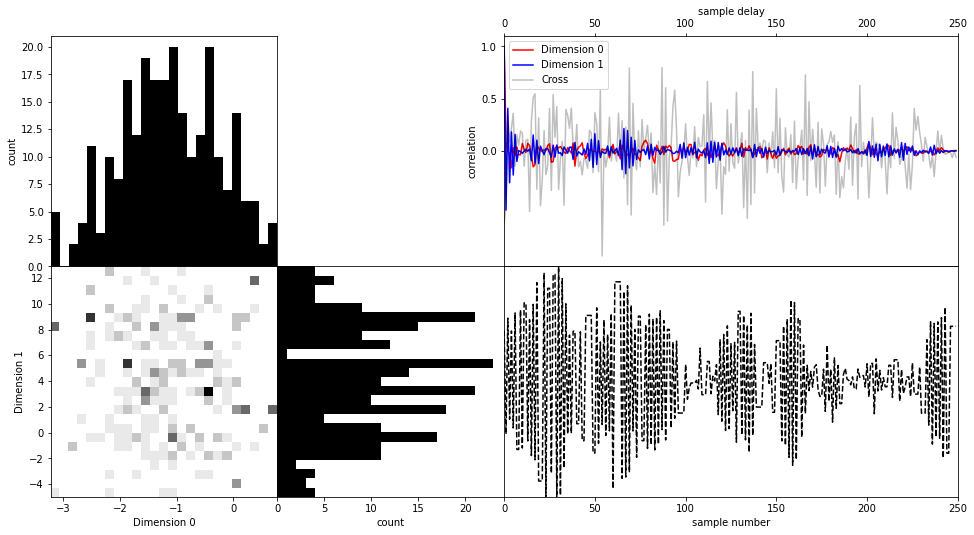 sample delay
0 50 100 150 200 250
20.0
17.5
15.0
12.5
10.0
7.5
5.0
2.5
0.0
count
1.0
0.5
0.0
correlation
Dimension 0
Dimension 1
Cross
12
10
8
6
4
2
0
−2
−4
Dimension 1
−3 −2 −1 0
Dimension 0
0 5 10 15 20
count
0 50 100 150 200 250
sample number